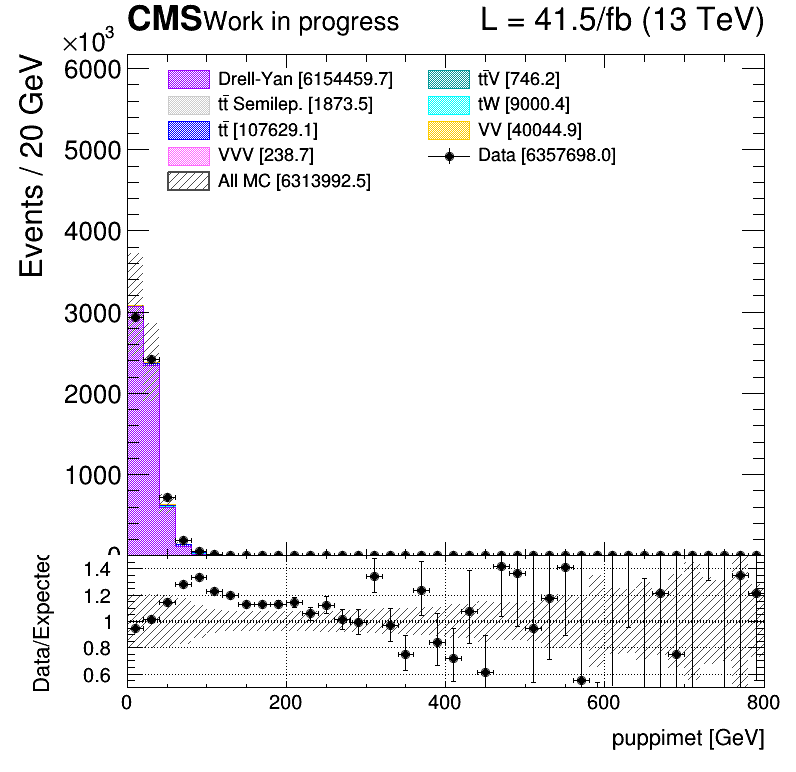 CMS Work in progress L = 41.5/fb (13 TeV)
×10³
Events / 20 GeV
6000
5000
4000
3000
2000
1000
0
Drell-Yan [6154459.7]
tt̄ Semilep. [1873.5]
tt̄ [107629.1]
VVV [238.7]
All MC [6313992.5]
tt̄V [746.2]
tW [9000.4]
VV [40044.9]
Data [6357698.0]
Data/Expected
1.4
1.2
1
0.8
0.6
0 200 400 600 800
puppimet [GeV]